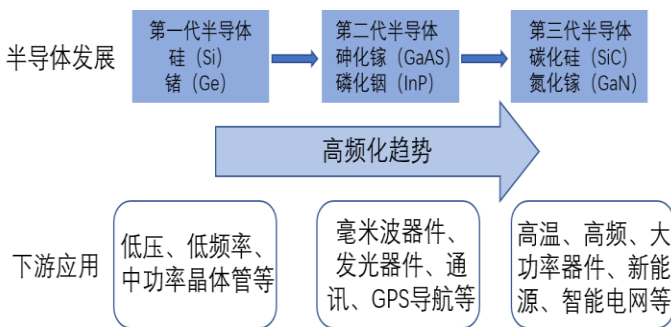 半导体发展
第一代半导体
硅（Si）
锗（Ge）
第二代半导体
砷化镓（GaAS）
磷化铟（InP）
第三代半导体
碳化硅（SiC）
氮化镓（GaN）
高频化趋势
下游应用
低压、低频率、
中功率晶体管等
毫米波器件、
发光器件、通
讯、GPS导航等
高温、高频、大
功率器件、新能
源、智能电网等